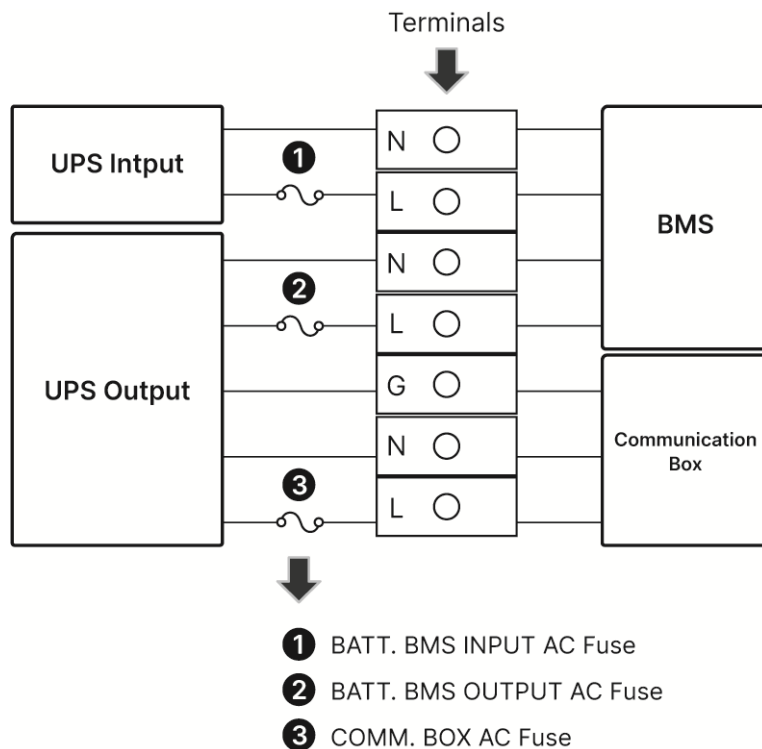 Terminals
UPS Intput
1
N
L
BMS
N
2
L
UPS Output
G
Communication
Box
N
3
L
1 BATT. BMS INPUT AC Fuse
2 BATT. BMS OUTPUT AC Fuse
3 COMM. BOX AC Fuse